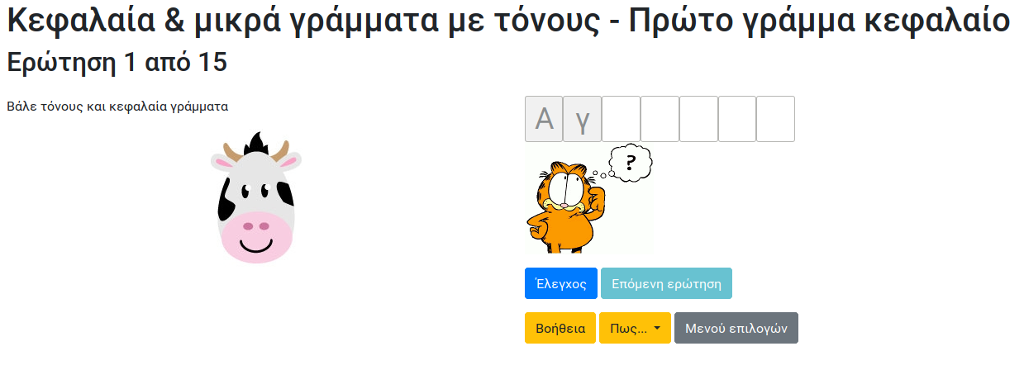 Κεφαλαία & μικρά γράμματα με τόνους - Πρώτο γράμμα κεφαλαίο
Ερώτηση 1 από 15
Βάλε τόνους και κεφαλαία γράμματα
Α γ
?
Έλεγχος Επόμενη ερώτηση
Βοήθεια Πως... Μενού επιλογών